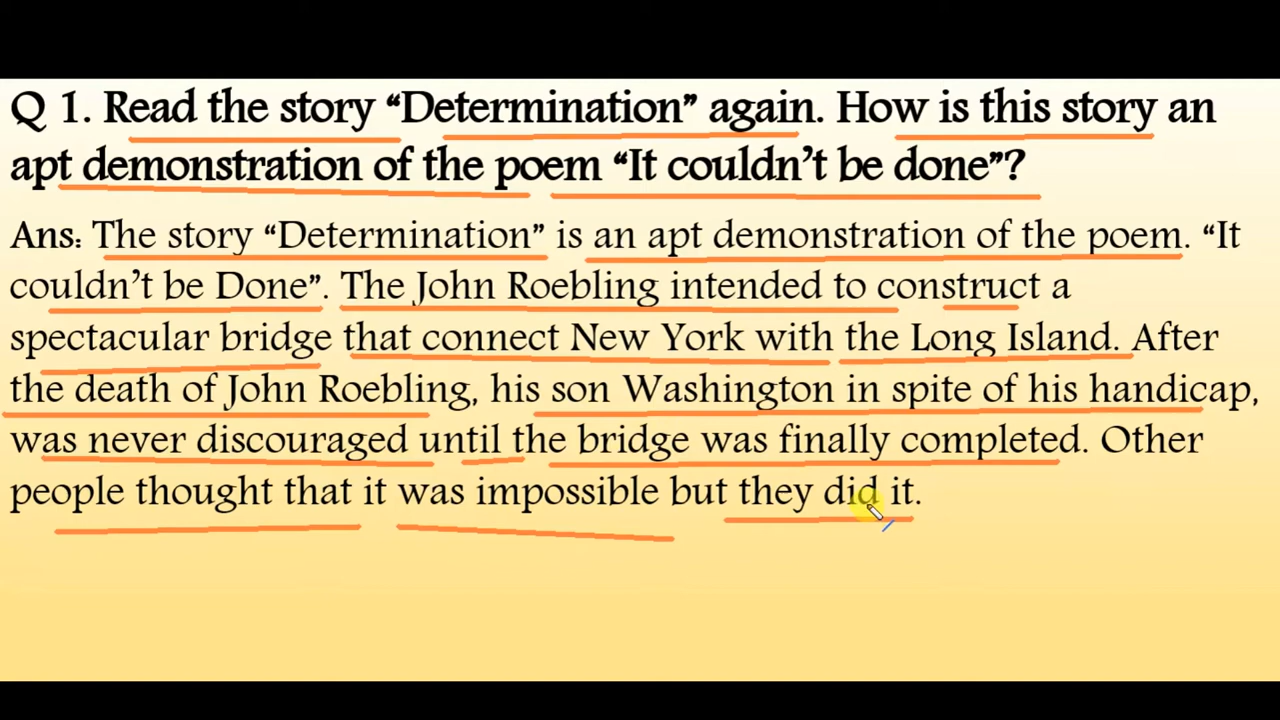 Q 1. Read the story “Determination” again. How is this story an
apt demonstration of the poem “It couldn’t be done”?
Ans: The story “Determination” is an apt demonstration of the poem. “It
couldn’t be Done”. The John Roebling intended to construct a
spectacular bridge that connect New York with the Long Island. After
the death of John Roebling, his son Washington in spite of his handicap,
was never discouraged until the bridge was finally completed. Other
people thought that it was impossible but they did it.